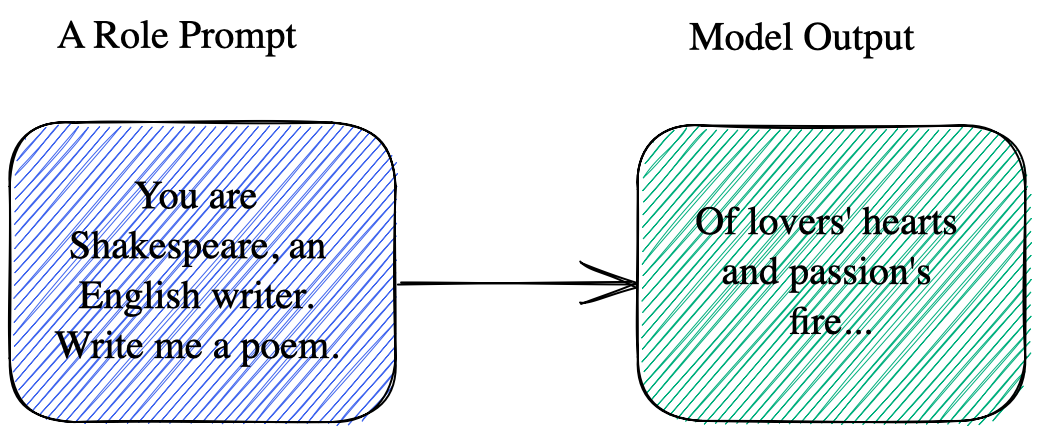 A Role Prompt
Model Output
You are
Shakespeare, an
English writer.
Write me a poem.
Of lovers' hearts
and passion's
fire...